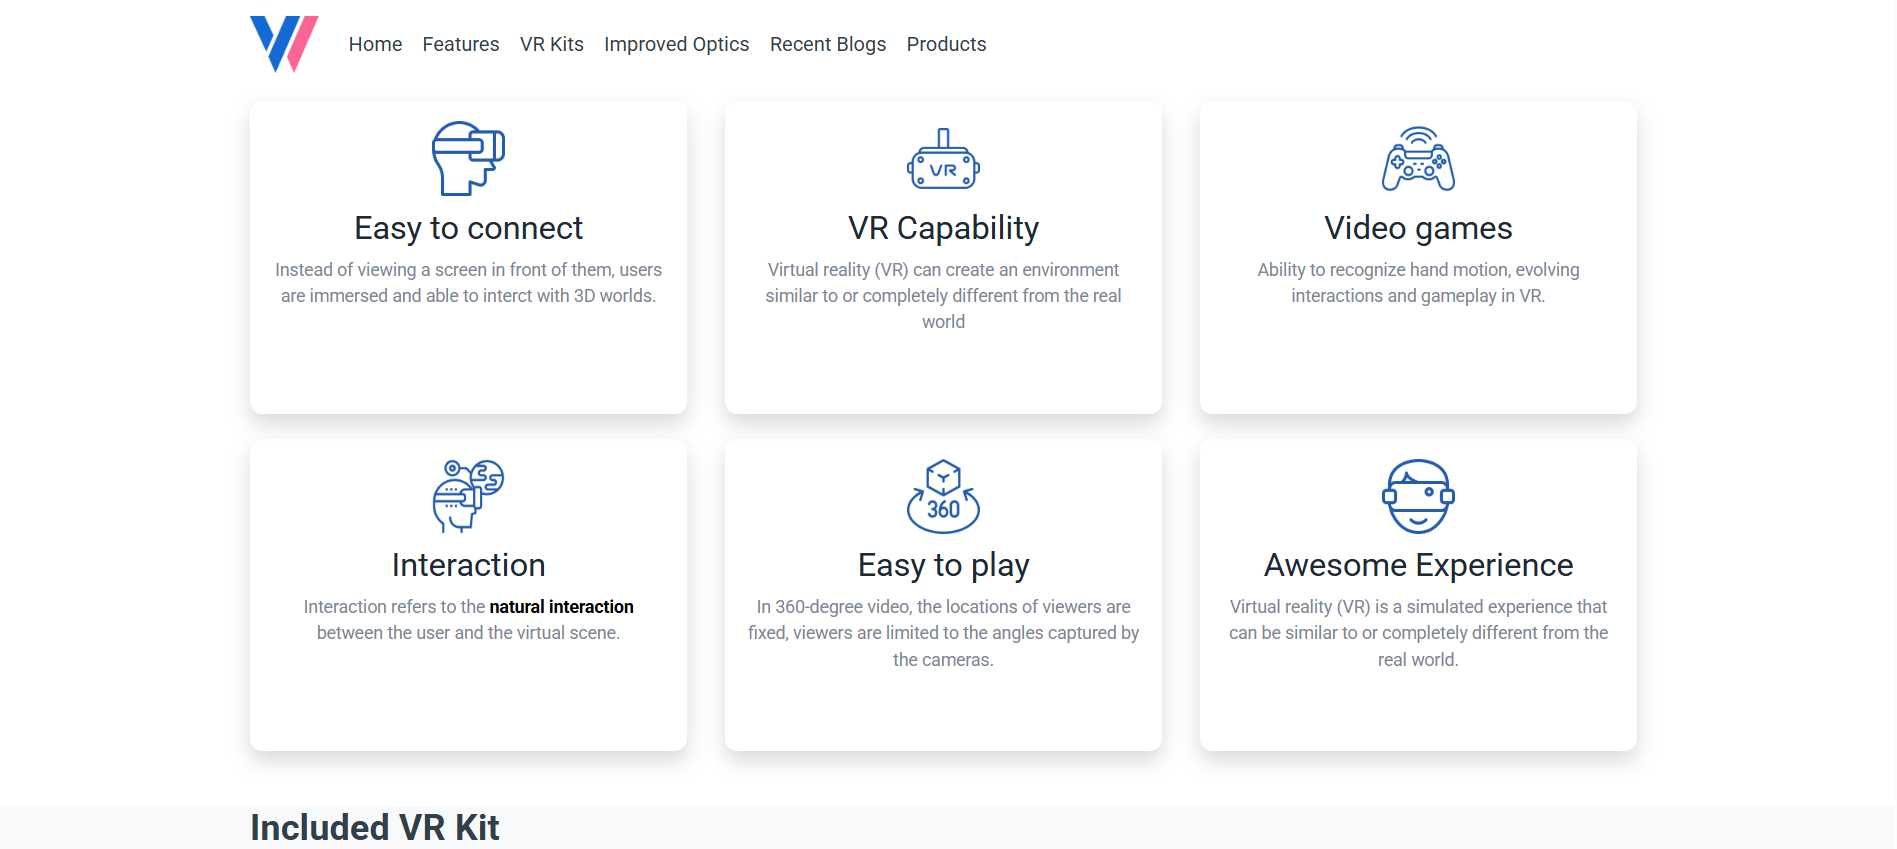 Home Features VR Kits Improved Optics Recent Blogs Products
Easy to connect
Instead of viewing a screen in front of them, users
are immersed and able to interct with 3D worlds.
VR
VR Capability
Virtual reality (VR) can create an environment
similar to or completely different from the real
world
Video games
Ability to recognize hand motion, evolving
interactions and gameplay in VR.
Interaction
Interaction refers to the natural interaction
between the user and the virtual scene.
360
Easy to play
In 360-degree video, the locations of viewers are
fixed, viewers are limited to the angles captured by
the cameras.
Awesome Experience
Virtual reality (VR) is a simulated experience that
can be similar to or completely different from the
real world.
Included VR Kit